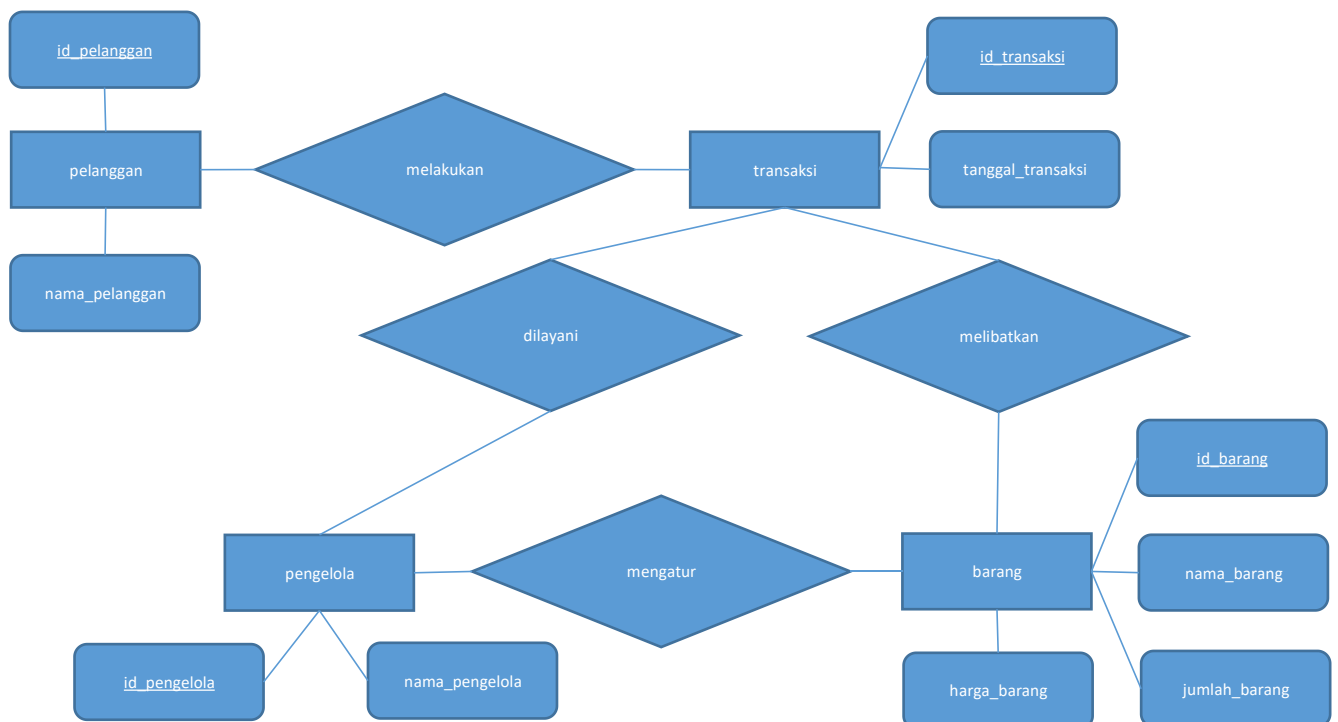 id_pelanggan
id_transaksi
pelanggan
melakukan
transaksi
tanggal_transaksi
nama_pelanggan
dilayani
melibatkan
id_barang
pengelola
mengatur
barang
nama_barang
id_pengelola
nama_pengelola
harga_barang
jumlah_barang